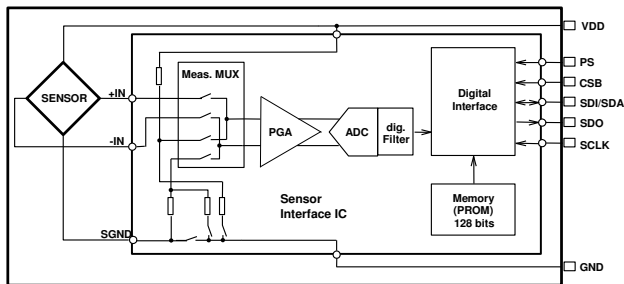 VDD
PS
Meas. MUX
Digital
Interface
CSB
SENSOR
+IN
SDI/SDA
PGA
ADC
dig.
Filter
SDO
-IN
SCLK
Sensor
Interface IC
Memory
(PROM)
128 bits
SGND
GND